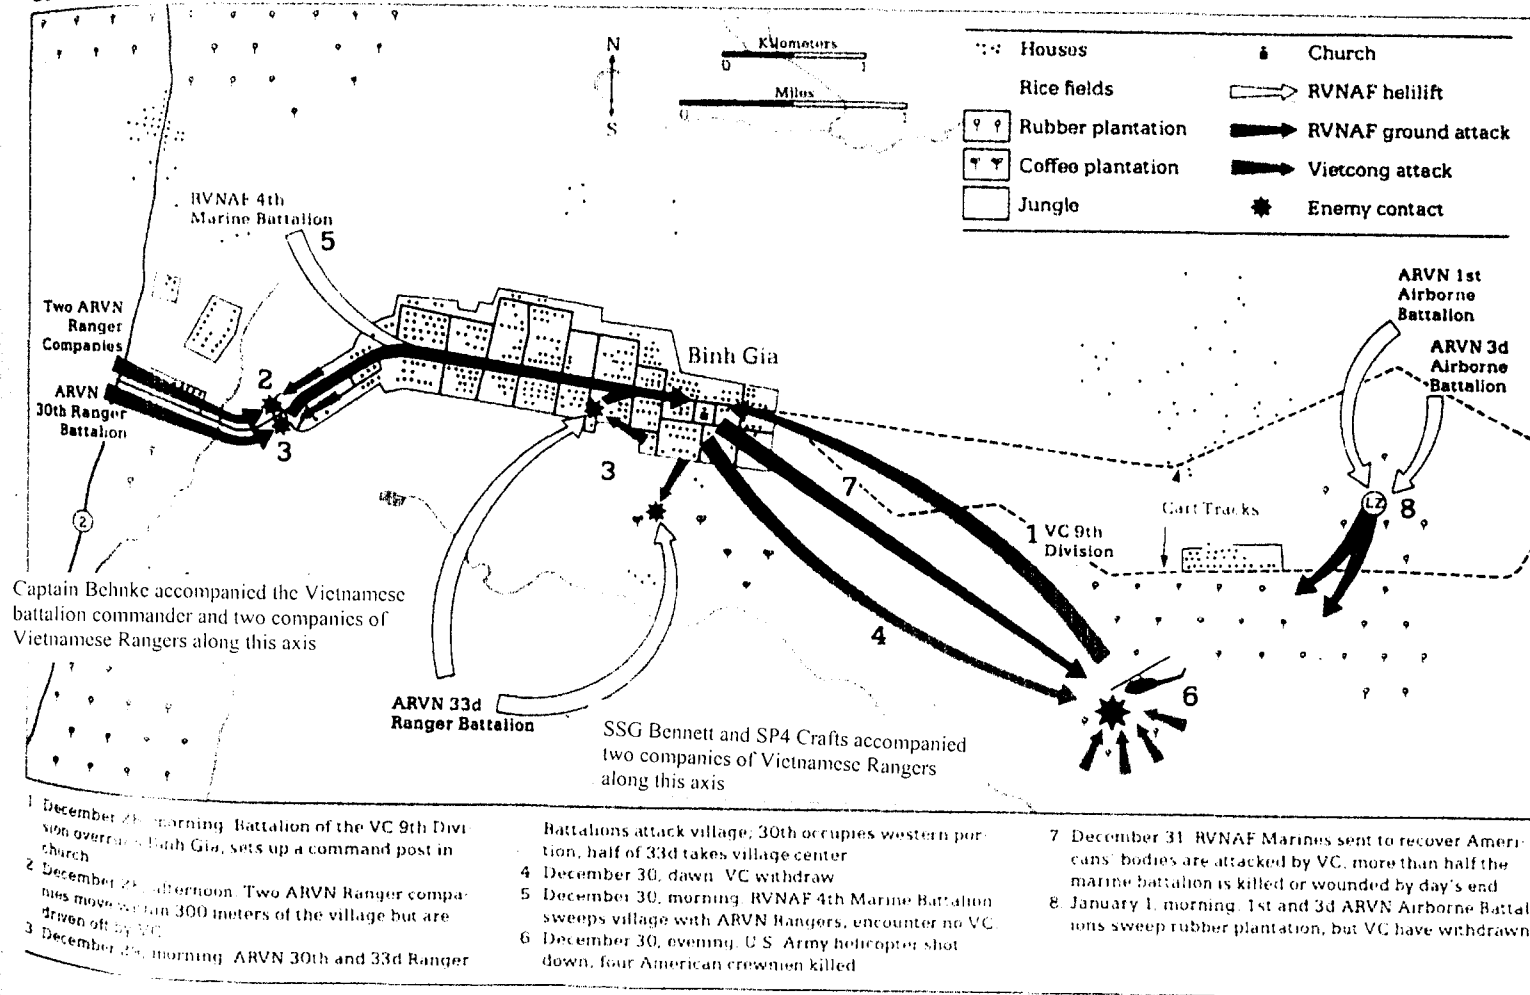 N
S
Kilometers
0 1
Miles
0 1
Houses
Rice fields
Rubber plantation
Coffee plantation
Jungle
Church
RVNAF helilift
RVNAF ground attack
Vietcong attack
Enemy contact
RVNAF 4th
Marine Battalion
5
Two ARVN
Ranger
Companies
ARVN
30th Ranger
Battalion
2
3
2
Binh Gia
3
7
1 VC 9th
Division
Cart Tracks
ARVN 1st
Airborne
Battalion
ARVN 3d
Airborne
Battalion
LZ 8
4
6
Captain Behnke accompanied the Vietnamese
battalion commander and two companies of
Vietnamese Rangers along this axis
ARVN 33d
Ranger Battalion
SSG Bennett and SP4 Crafts accompanied
two companies of Vietnamese Rangers
along this axis
1 December morning Battalion of the VC 9th Divi-
sion overruns Binh Gia, sets up a command post in
church
2 December afternoon. Two ARVN Ranger compa-
nies move within 300 meters of the village but are
driven off by VC
3 December morning ARVN 30th and 33d Ranger
Battalions attack village; 30th occupies western por-
tion, half of 33d takes village center
4 December 30, dawn VC withdraw
5 December 30, morning. RVNAF 4th Marine Battalion
sweeps village with ARVN Rangers, encounter no VC.
6 December 30, evening. U S Army helicopter shot
down, four American crewmen killed
7 December 31 RVNAF Marines sent to recover Ameri-
cans' bodies are attacked by VC, more than half the
marine battalion is killed or wounded by day's end
8 January 1, morning. 1st and 3d ARVN Airborne Battal
ions sweep rubber plantation, but VC have withdrawn